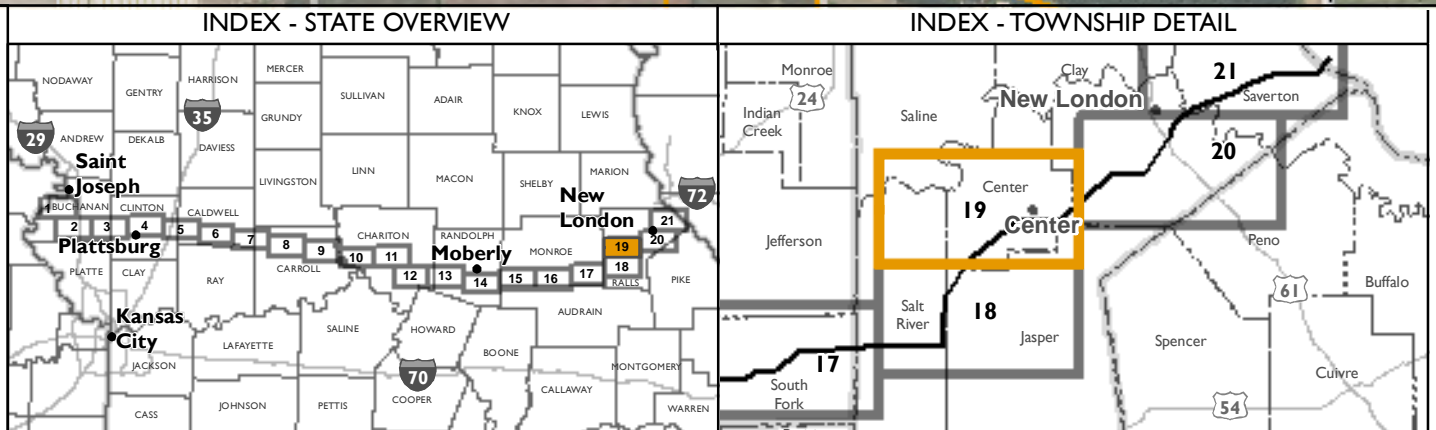 INDEX - STATE OVERVIEW
NODAWAY
GENTRY
HARRISON
MERCER
SULLIVAN
ADAIR
KNOX
LEWIS
29
35
GRUNDY
ANDREW
DEKALB
DAVIESS
Saint
Joseph
LIVINGSTON
LINN
MACON
SHELBY
MARION
72
New
London
1
BUCHANAN
CLINTON
CALDWELL
2
3
4
5
6
7
8
9
10
11
12
13
14
15
16
17
18
19
20
21
Plattsburg
CHARITON
RANDOLPH
Moberly
MONROE
RALLS
PIKE
PLATTE
CLAY
RAY
CARROLL
AUDRAIN
Kansas
City
SALINE
HOWARD
LAFAYETTE
BOONE
JACKSON
70
COOPER
MONTGOMERY
CALLAWAY
CASS
JOHNSON
PETTIS
WARREN
INDEX - TOWNSHIP DETAIL
Monroe
24
Clay
21
Saverton
New London
Indian
Creek
Saline
20
Center
19
Center
Jefferson
Peno
Buffalo
61
Salt
River
18
Jasper
Spencer
17
South
Fork
Cuivre
54